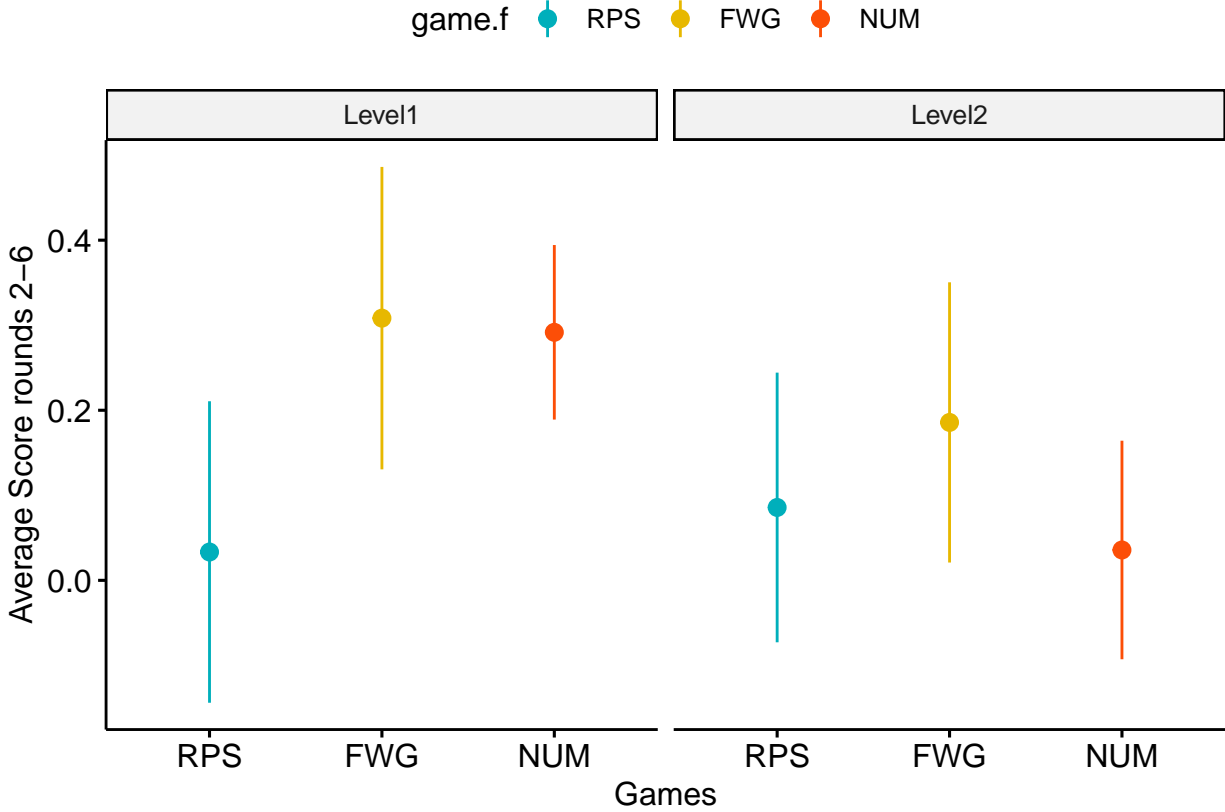 game.f RPS FWG NUM
Level1 Level2
Average Score rounds 2−6
0.4
0.2
0.0
RPS FWG NUM RPS FWG NUM
Games